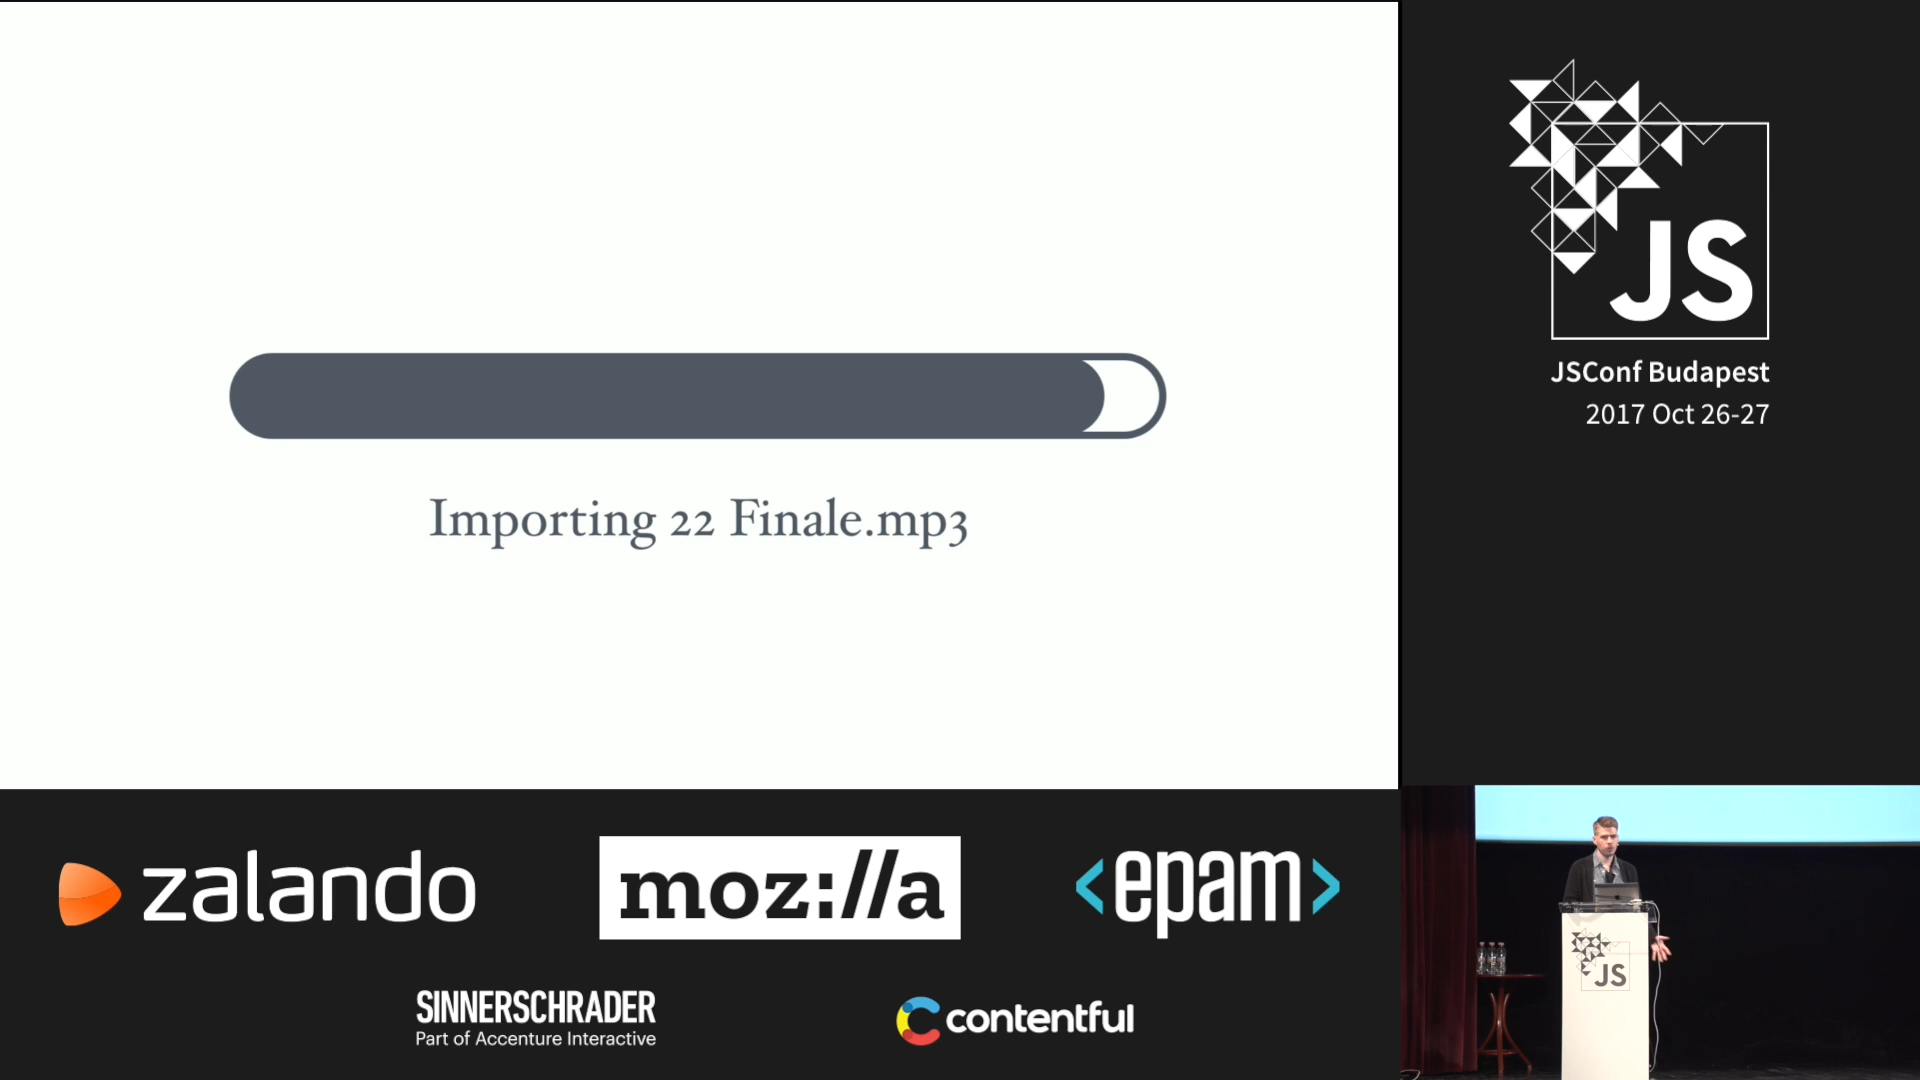 Importing 22 Finale.mp3
JS
JSConf Budapest
2017 Oct 26-27
zalando
moz://a
<epam>
SINNERSCHRADER
Part of Accenture Interactive
contentful
JS